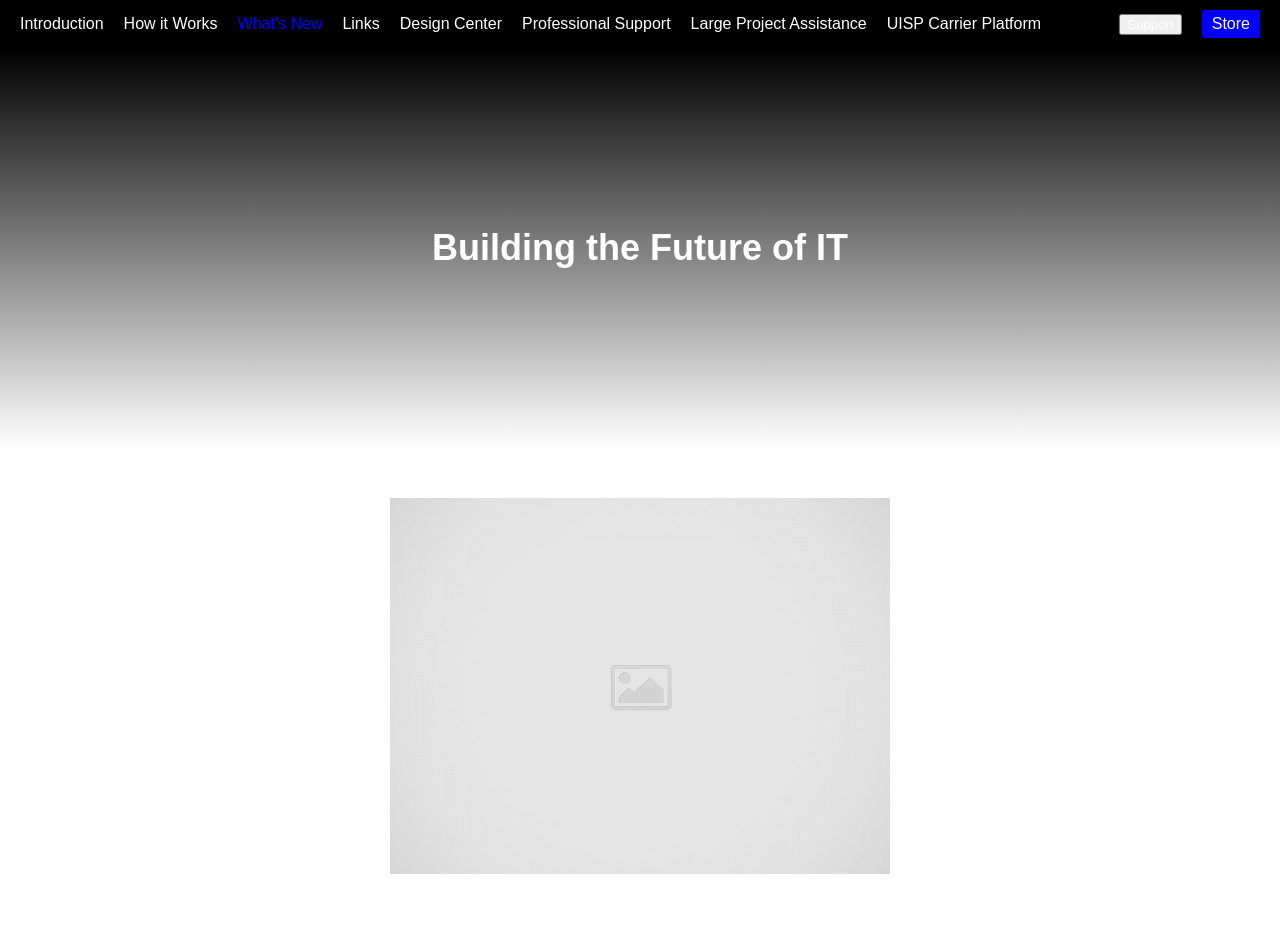 Introduction How it Works What's New Links Design Center Professional Support Large Project Assistance UISP Carrier Platform Support Store
Building the Future of IT